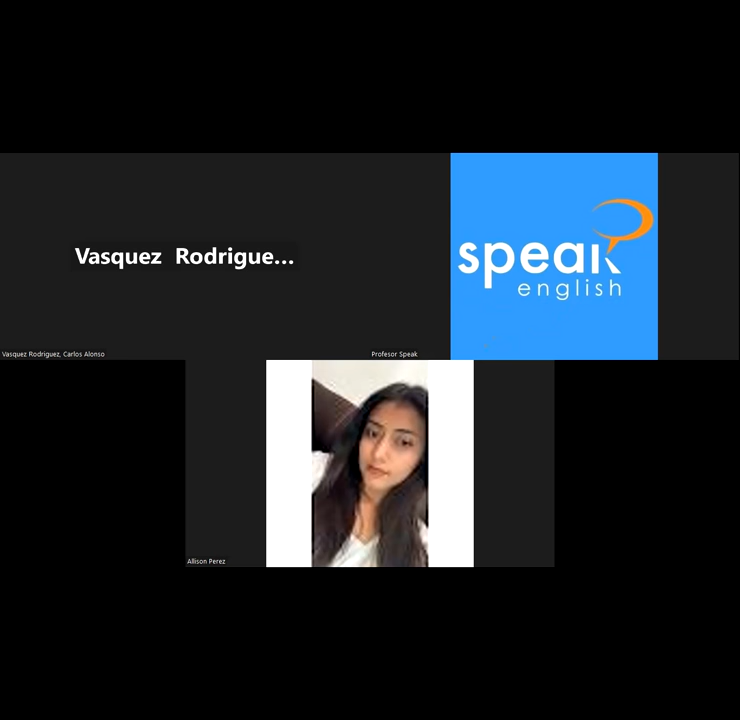 Vasquez Rodrigue...
speak
english
Vasquez Rodriguez, Carlos Alonso
Profesor Speak
Allison Perez